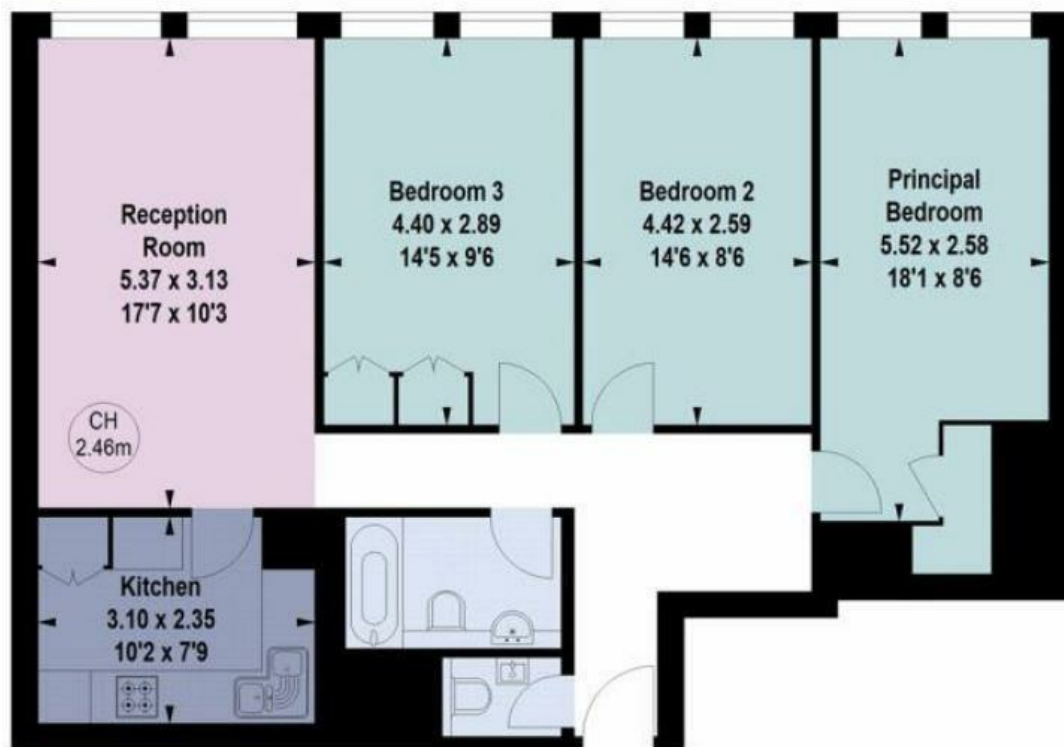 Reception
Room
5.37 x 3.13
17'7 x 10'3
CH
2.46m
Bedroom 3
4.40 x 2.89
14'5 x 9'6
Bedroom 2
4.42 x 2.59
14'6 x 8'6
Principal
Bedroom
5.52 x 2.58
18'1 x 8'6
Kitchen
3.10 x 2.35
10'2 x 7'9